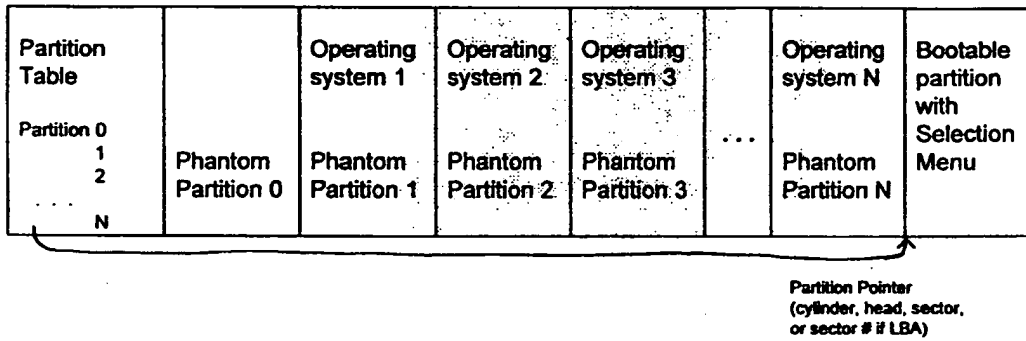 Partition
Table
Partition 0
1
2
. . .
N
Phantom
Partition 0
Operating
system 1
Phantom
Partition 1
Operating
system 2
Phantom
Partition 2
Operating
system 3
Phantom
Partition 3
. . .
Operating
system N
Phantom
Partition N
Bootable
partition
with
Selection
Menu
Partition Pointer
(cylinder, head, sector,
or sector # if LBA)